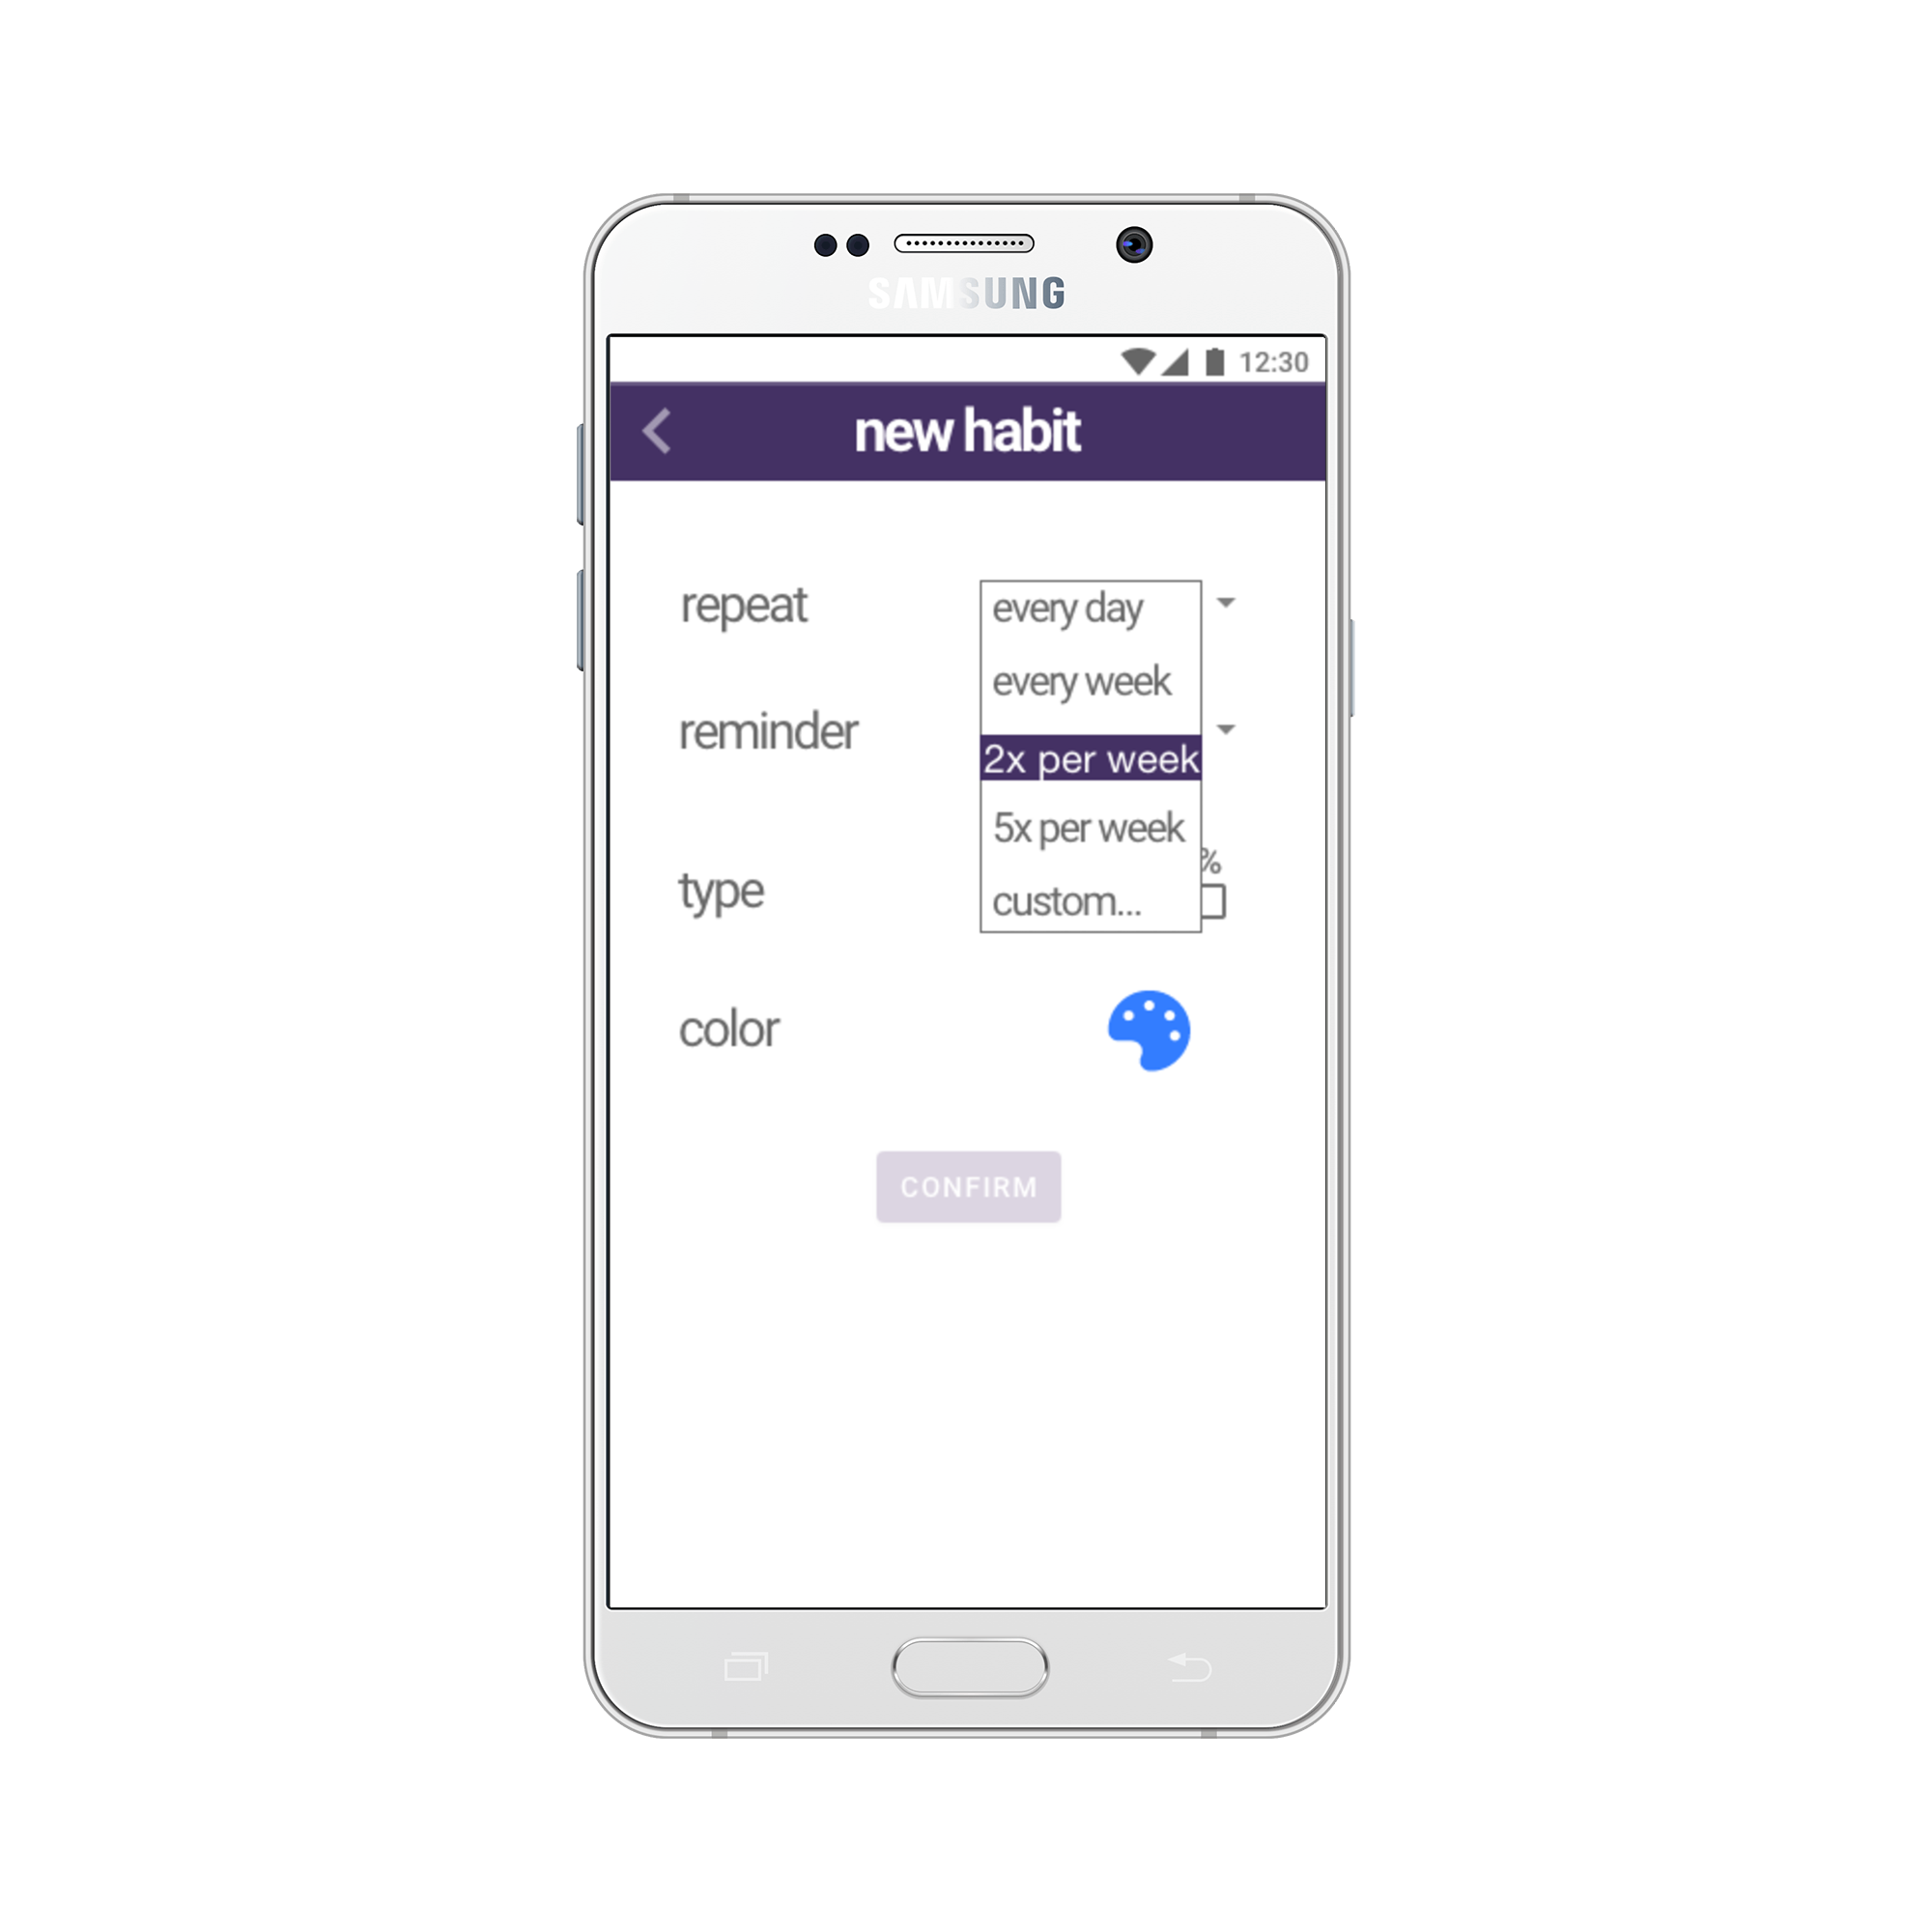 SAMSUNG
12:30
new habit
repeat
every day
every week
reminder
2x per week
5x per week
%
type
custom...
color
CONFIRM